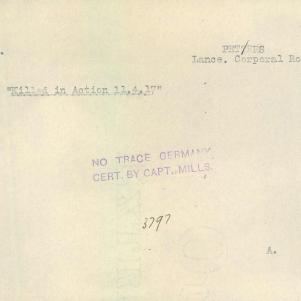 PETERS
Lance. Corporal Ro
"Killed in Action 11.4.17"
NO TRACE GERMANY
CERT. BY CAPT. MILLS.
3797
A.